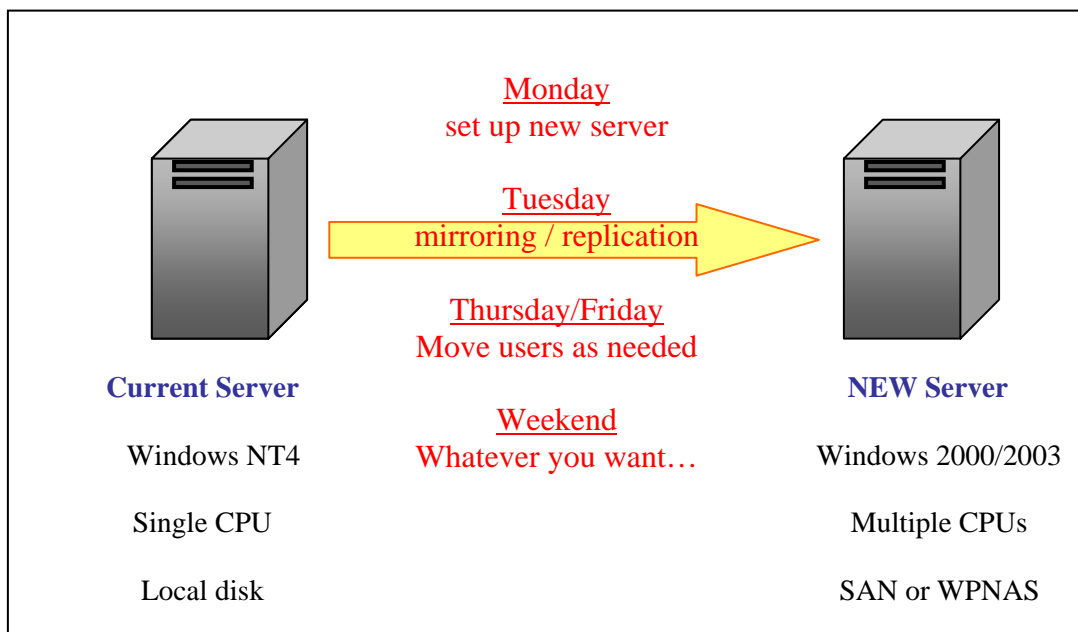 Monday
set up new server
Tuesday
mirroring / replication
Thursday/Friday
Move users as needed
Weekend
Whatever you want…
Current Server
Windows NT4
Single CPU
Local disk
NEW Server
Windows 2000/2003
Multiple CPUs
SAN or WPNAS